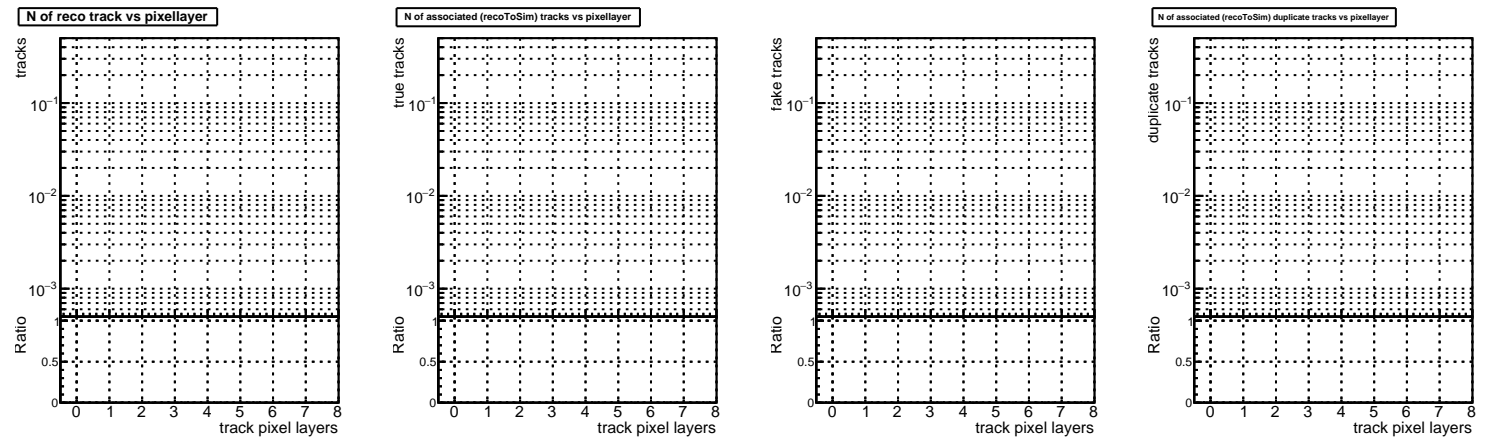 N of reco track vs pixellayer
tracks
10⁻¹
10⁻²
10⁻³
Ratio
1
0.5
0
0 1 2 3 4 5 6 7 8
track pixel layers
N of associated (recoToSim) tracks vs pixellayer
true tracks
10⁻¹
10⁻²
10⁻³
Ratio
1
0.5
0
0 1 2 3 4 5 6 7 8
track pixel layers
fake tracks
10⁻¹
10⁻²
10⁻³
Ratio
1
0.5
0
0 1 2 3 4 5 6 7 8
track pixel layers
N of associated (recoToSim) duplicate tracks vs pixellayer
duplicate tracks
10⁻¹
10⁻²
10⁻³
Ratio
1
0.5
0
0 1 2 3 4 5 6 7 8
track pixel layers